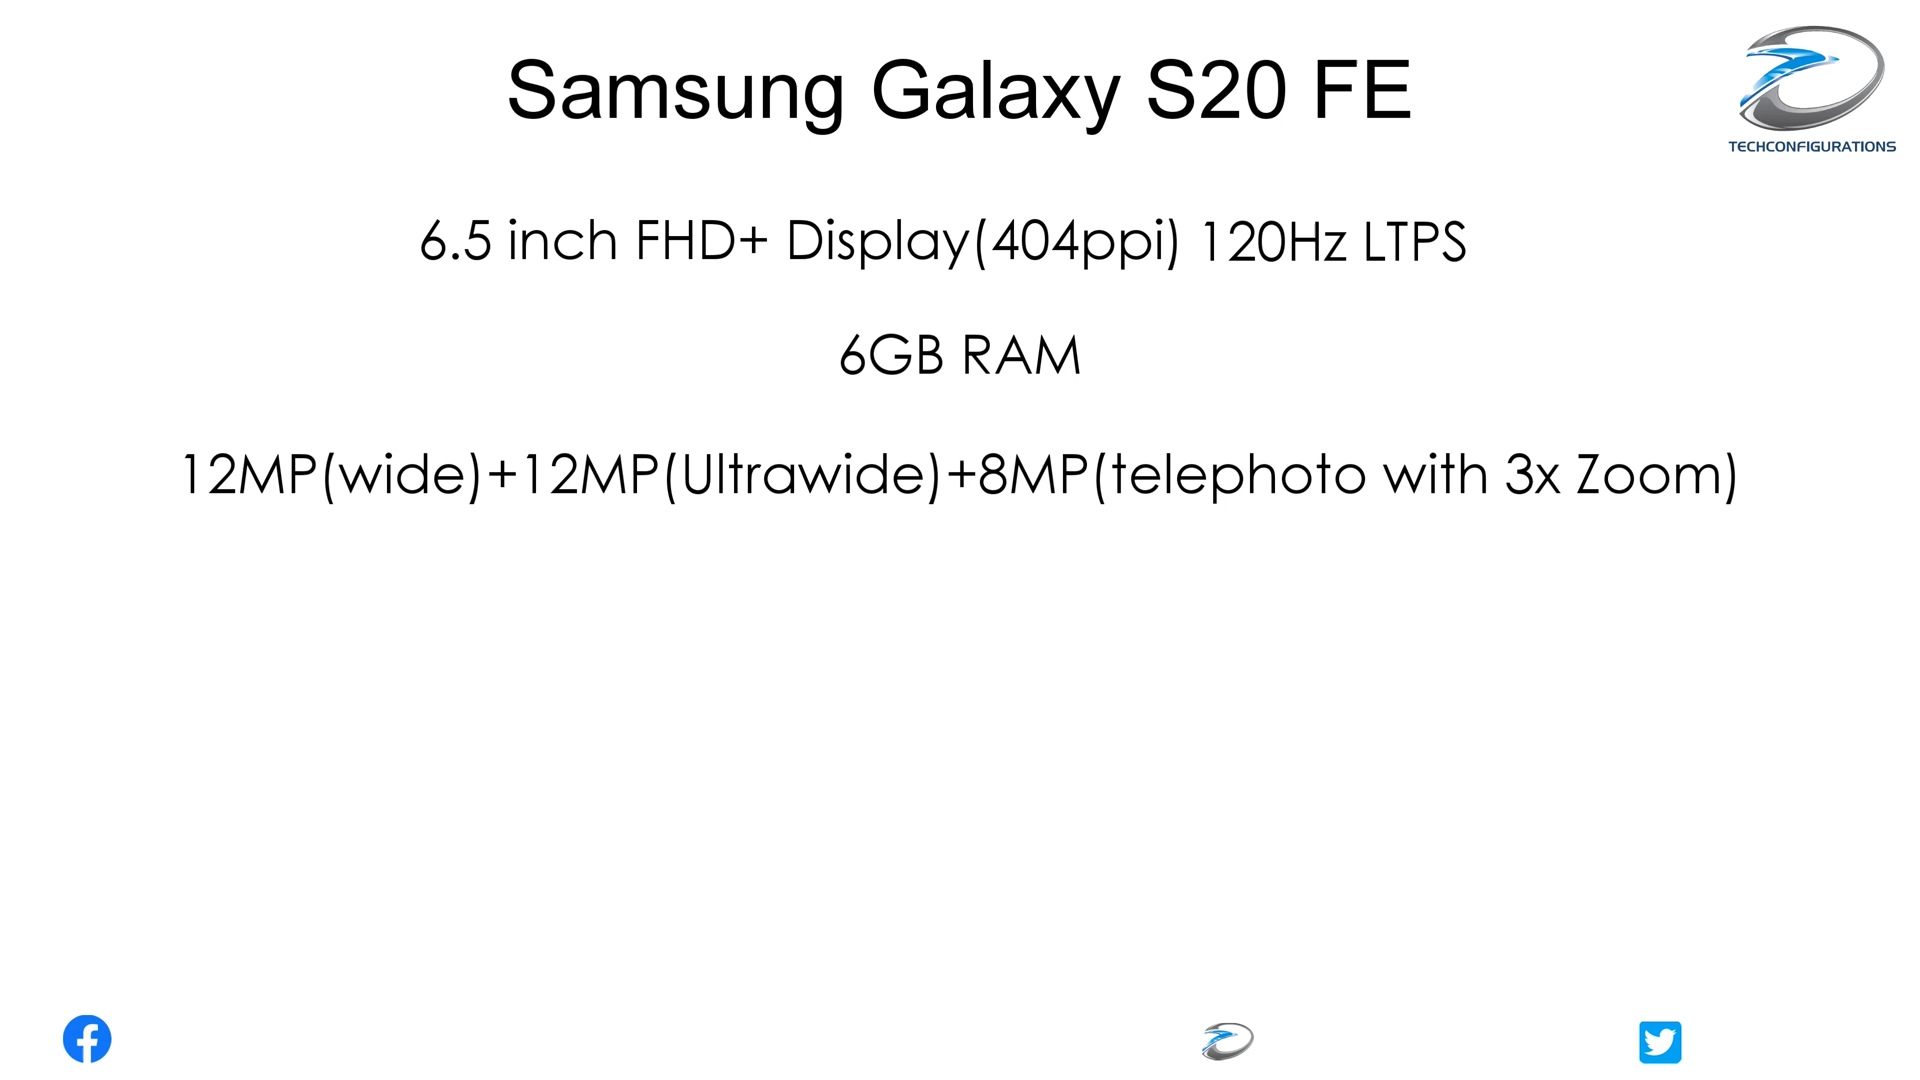 Samsung Galaxy S20 FE
TECHCONFIGURATIONS
6.5 inch FHD+ Display(404ppi) 120Hz LTPS
6GB RAM
12MP(wide)+12MP(Ultrawide)+8MP(telephoto with 3x Zoom)